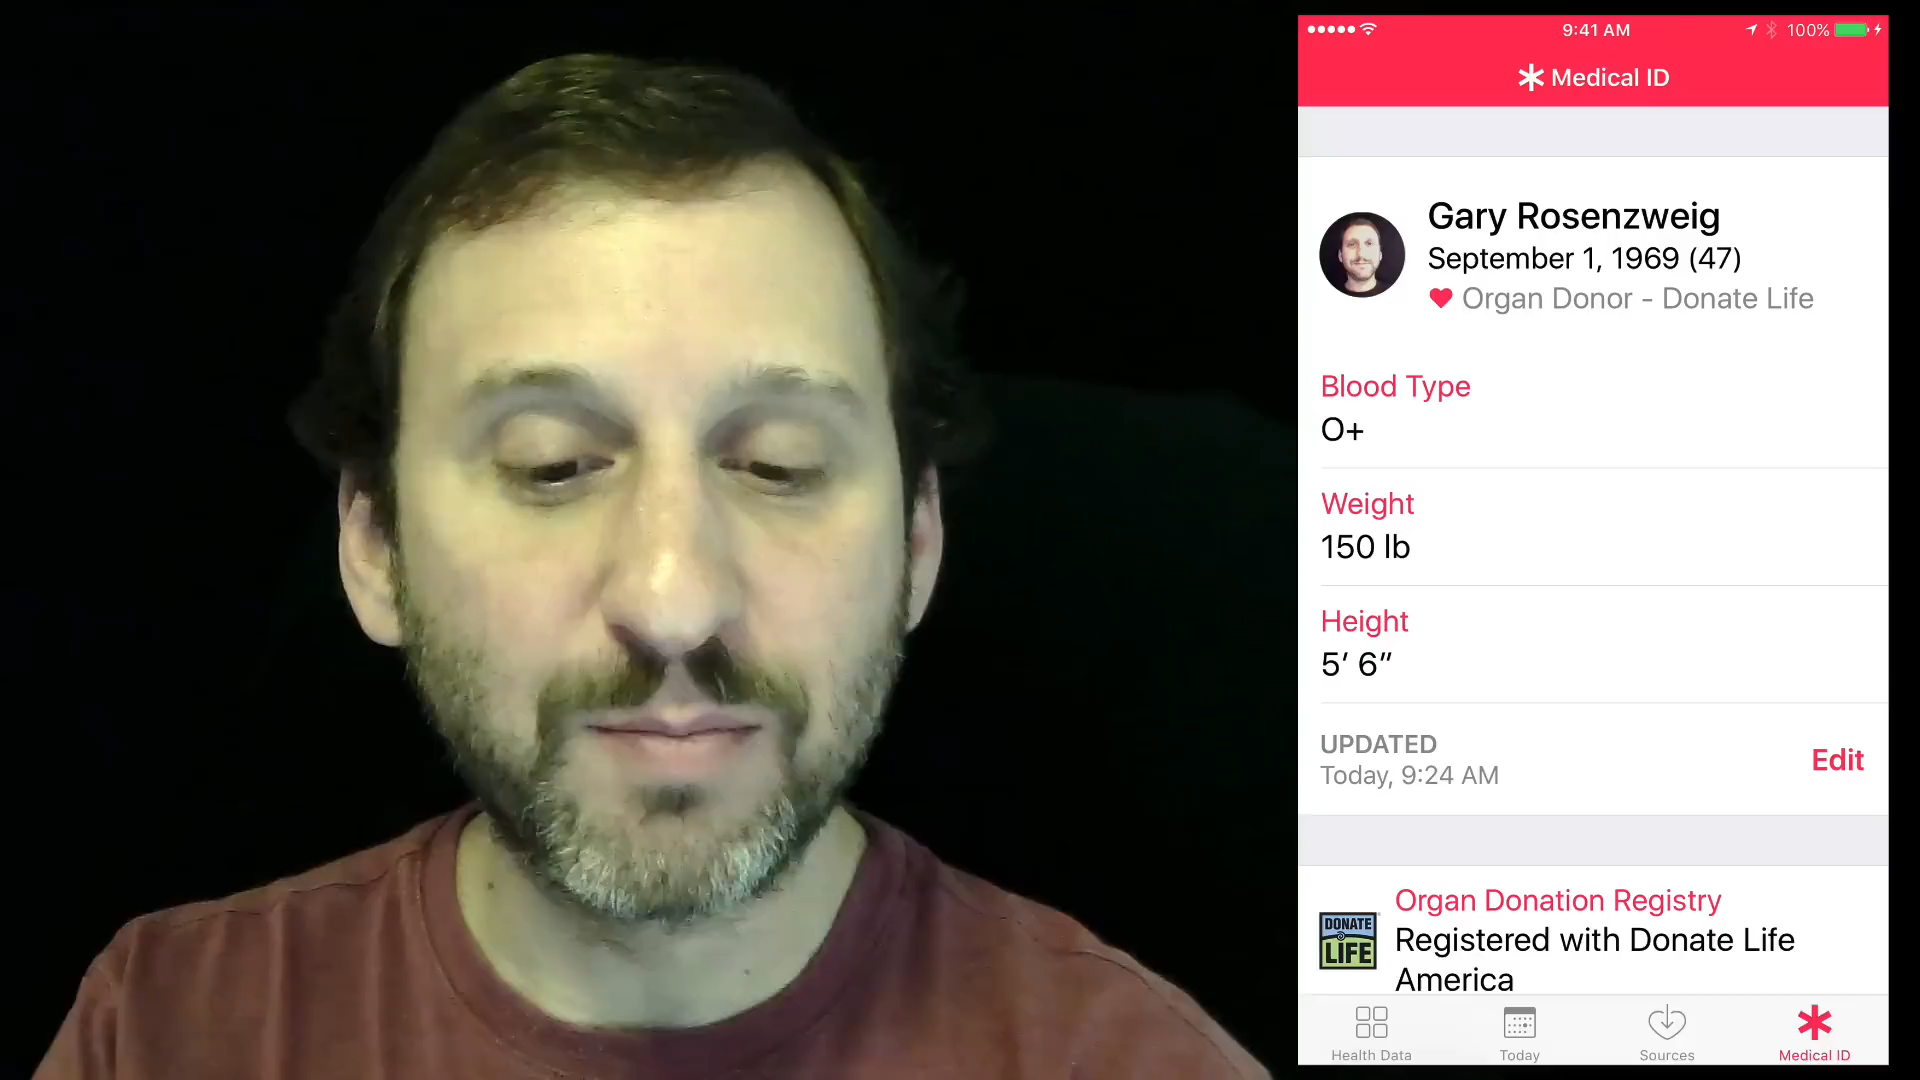 9:41 AM
100%
Medical ID
Gary Rosenzweig
September 1, 1969 (47)
Organ Donor - Donate Life
Blood Type
O+
Weight
150 lb
Height
5′ 6″
UPDATED
Today, 9:24 AM
Edit
DONATE
LIFE
Organ Donation Registry
Registered with Donate Life
America
Health Data
Today
Sources
Medical ID